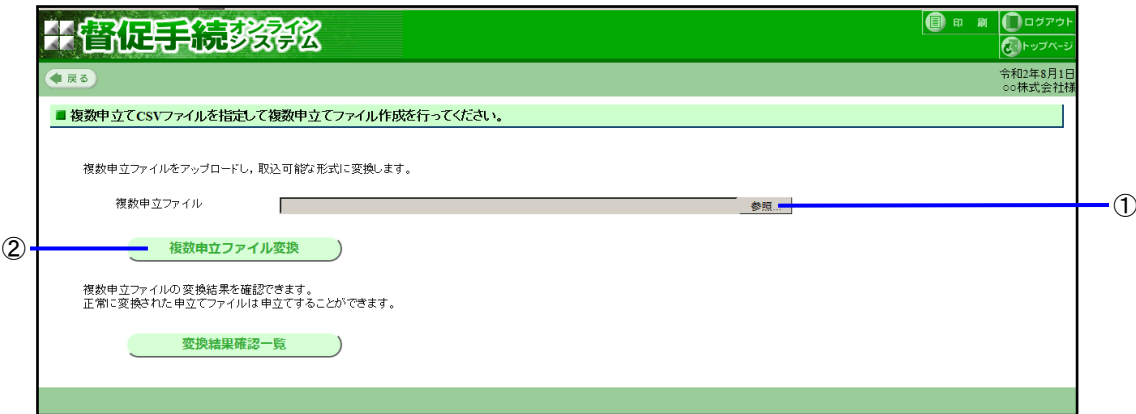 督促手続オンラインシステム
印 刷
ログアウト
トップページ
戻る
令和2年8月1日
○○株式会社様
■ 複数申立てCSVファイルを指定して複数申立てファイル作成を行ってください。
複数申立ファイルをアップロードし，取込可能な形式に変換します。
複数申立ファイル
参照...
①
②
複数申立ファイル変換
複数申立ファイルの変換結果を確認できます。
正常に変換された申立てファイルは申立てすることができます。
変換結果確認一覧